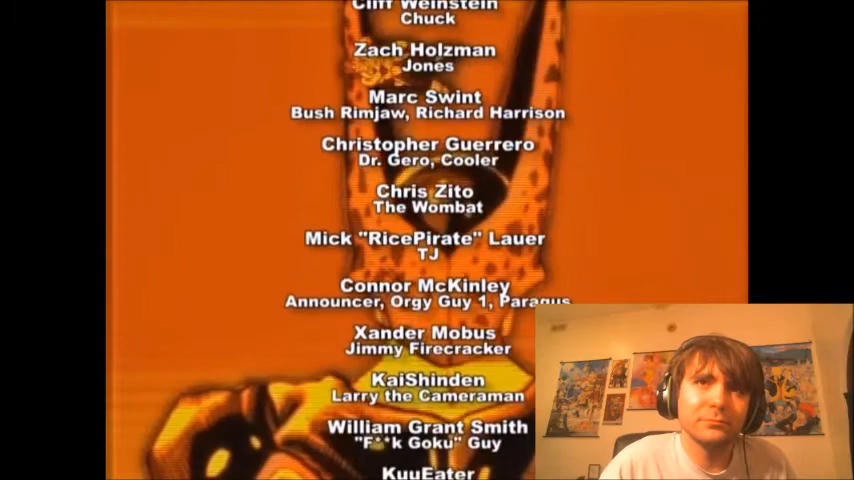 Cliff Weinstein
Chuck
Zach Holzman
Jones
Marc Swint
Bush Rimjaw, Richard Harrison
Christopher Guerrero
Dr. Gero, Cooler
Chris Zito
The Wombat
Mick "RicePirate" Lauer
TJ
Connor McKinley
Announcer, Orgy Guy 1, Paragus
Xander Mobus
Jimmy Firecracker
KaiShinden
Larry the Cameraman
William Grant Smith
"F**k Goku" Guy
KuuEater